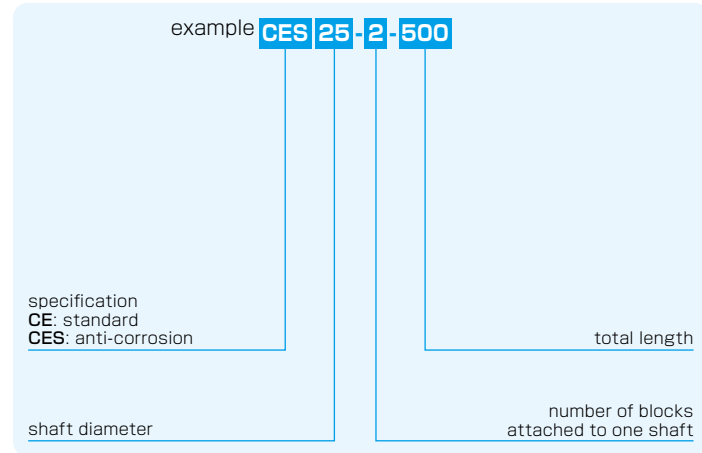 example CES 25 - 2 - 500
specification
CE: standard
CES: anti-corrosion
total length
number of blocks
shaft diameter
attached to one shaft